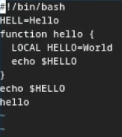 #!/bin/bash
HELL=Hello
function hello {
LOCAL HELLO=World
echo $HELLO
}
echo $HELLO
hello
~
~